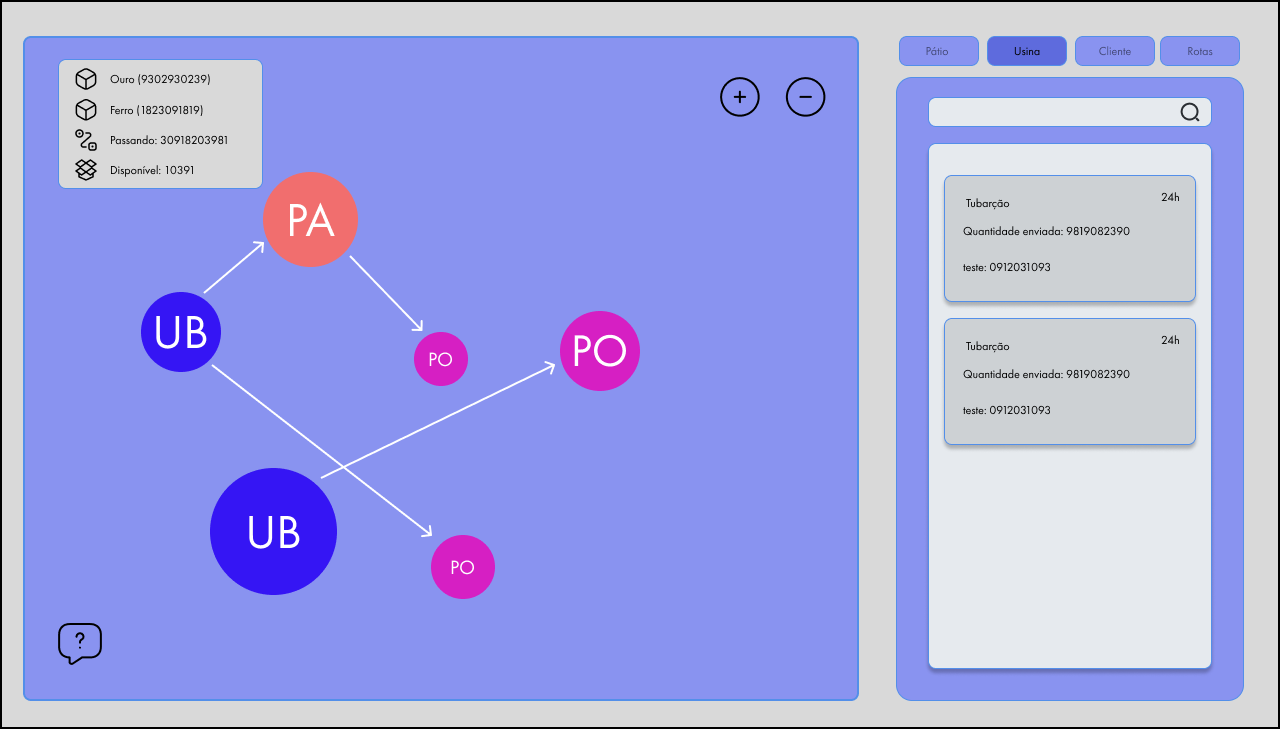 Ouro (9302930239)
Ferro (1823091819)
Passando: 30918203981
Disponível: 10391
+
−
PA
UB
PO
PO
UB
PO
?
Pátio
Usina
Cliente
Rotas
Tubarção
24h
Quantidade enviada: 9819082390
teste: 0912031093
Tubarção
24h
Quantidade enviada: 9819082390
teste: 0912031093